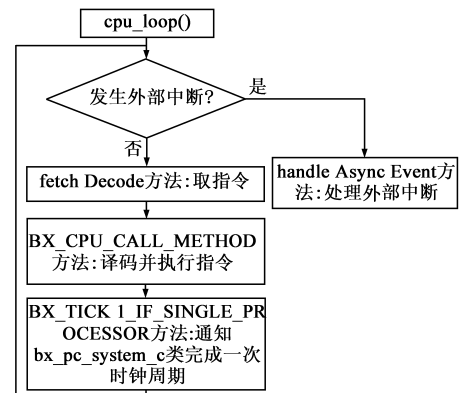 cpu_loop()
发生外部中断?
是
否
fetch Decode方法:取指令
handle Async Event方
法:处理外部中断
BX_CPU_CALL_METHOD
方法:译码并执行指令
BX_TICK 1_IF_SINGLE_PR
OCESSOR方法:通知
bx_pc_system_c类完成一次
时钟周期